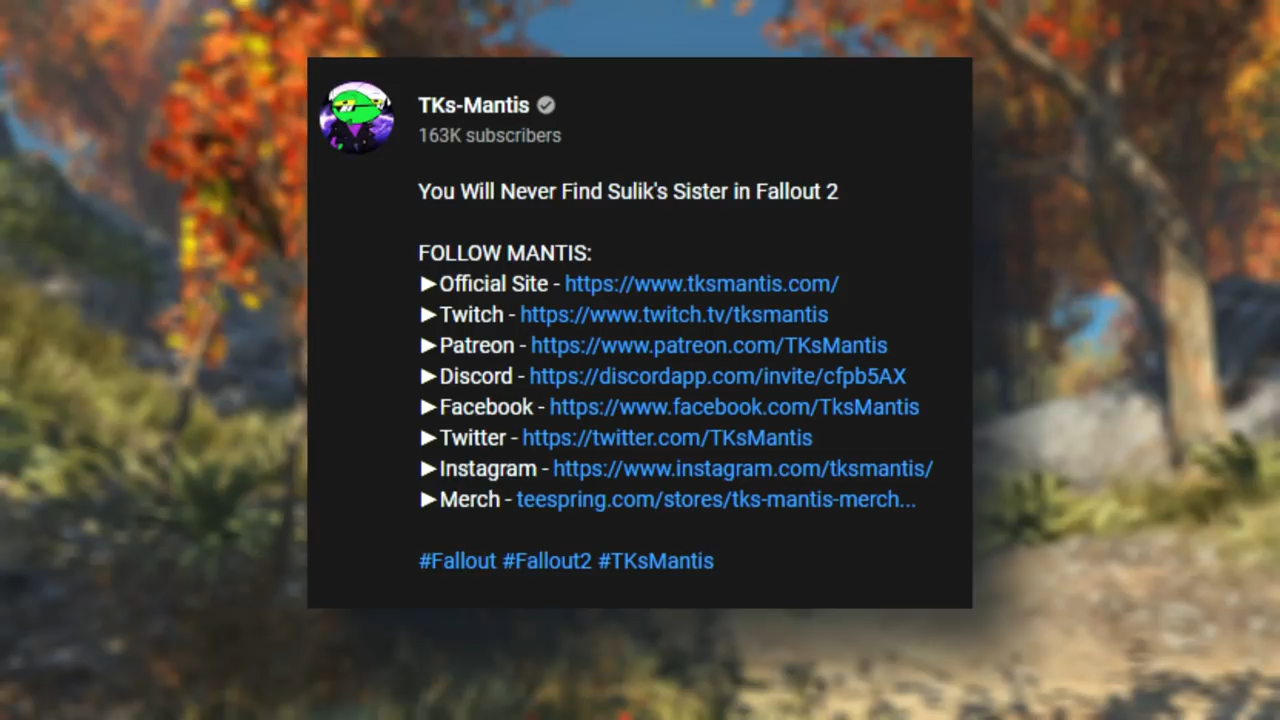 TKs-Mantis
163K subscribers
You Will Never Find Sulik's Sister in Fallout 2
FOLLOW MANTIS:
►Official Site - https://www.tksmantis.com/
►Twitch - https://www.twitch.tv/tksmantis
►Patreon - https://www.patreon.com/TKsMantis
►Discord - https://discordapp.com/invite/cfpb5AX
►Facebook - https://www.facebook.com/TksMantis
►Twitter - https://twitter.com/TKsMantis
►Instagram - https://www.instagram.com/tksmantis/
►Merch - teespring.com/stores/tks-mantis-merch...
#Fallout #Fallout2 #TKsMantis